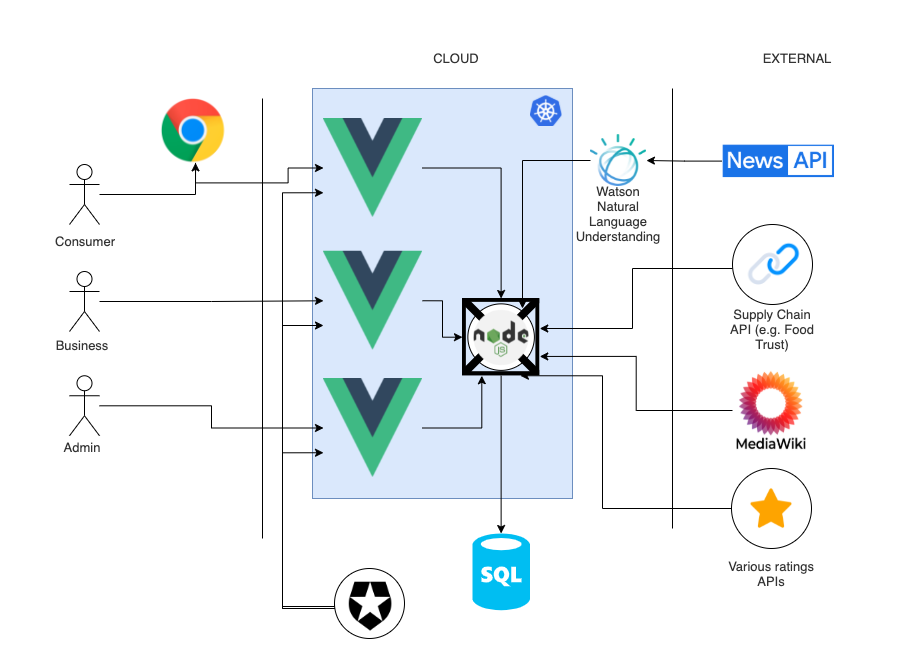 CLOUD
EXTERNAL
News API
Watson
Natural
Language
Understanding
Consumer
Supply Chain
API (e.g. Food
Trust)
node
JS
Business
Admin
MediaWiki
SQL
Various ratings
APIs